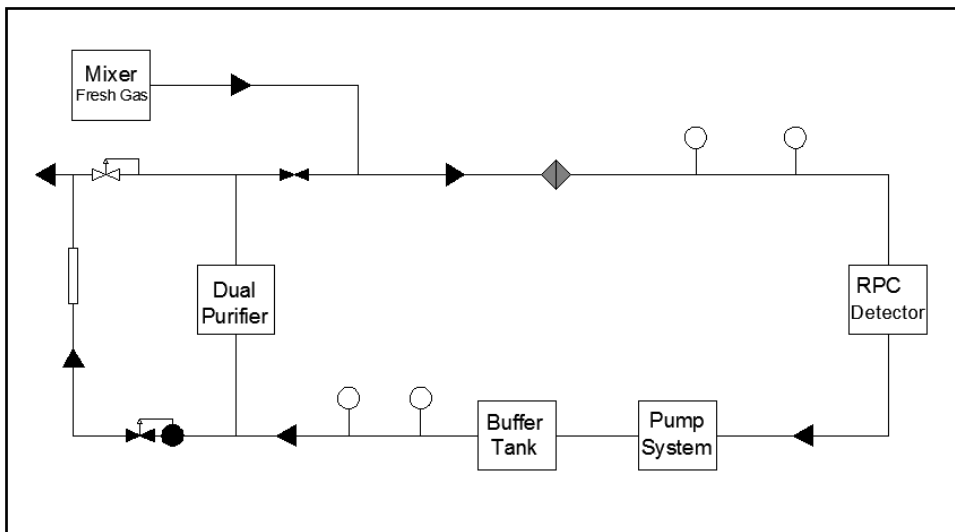 Mixer
Fresh Gas
Dual
Purifier
RPC
Detector
Buffer
Tank
Pump
System